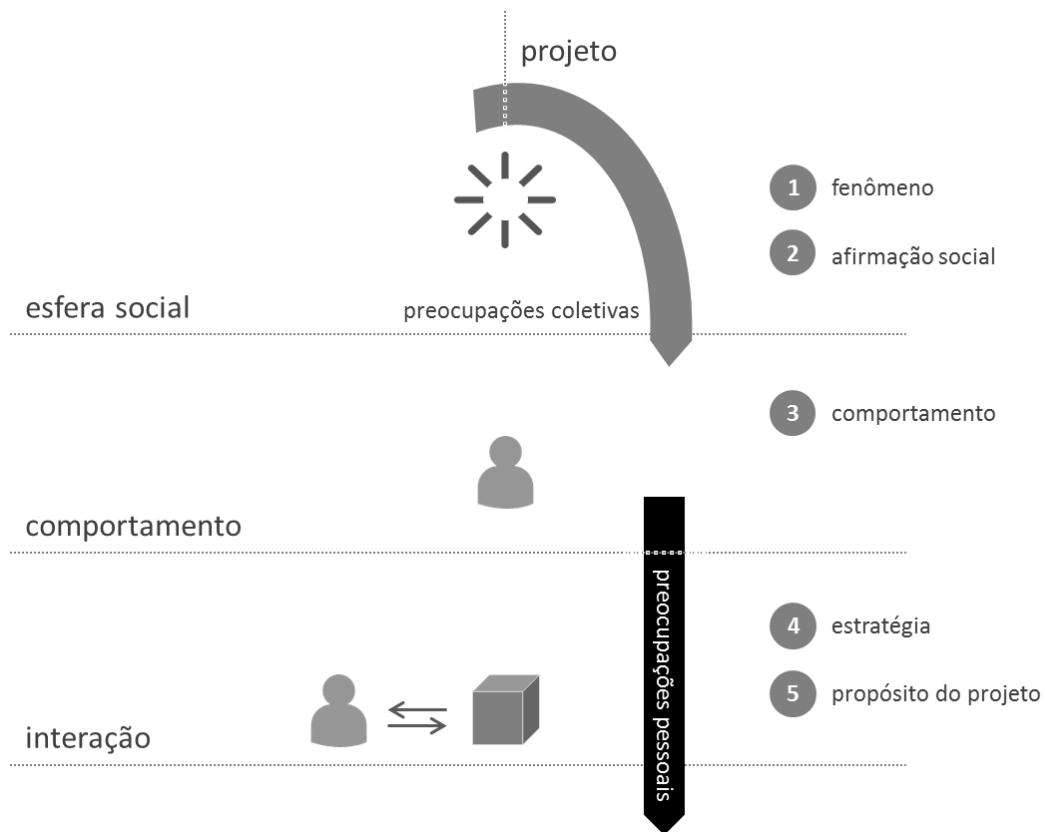 projeto
1 fenômeno
2 afirmação social
esfera social
preocupações coletivas
3 comportamento
comportamento
preocupações pessoais
4 estratégia
5 propósito do projeto
interação